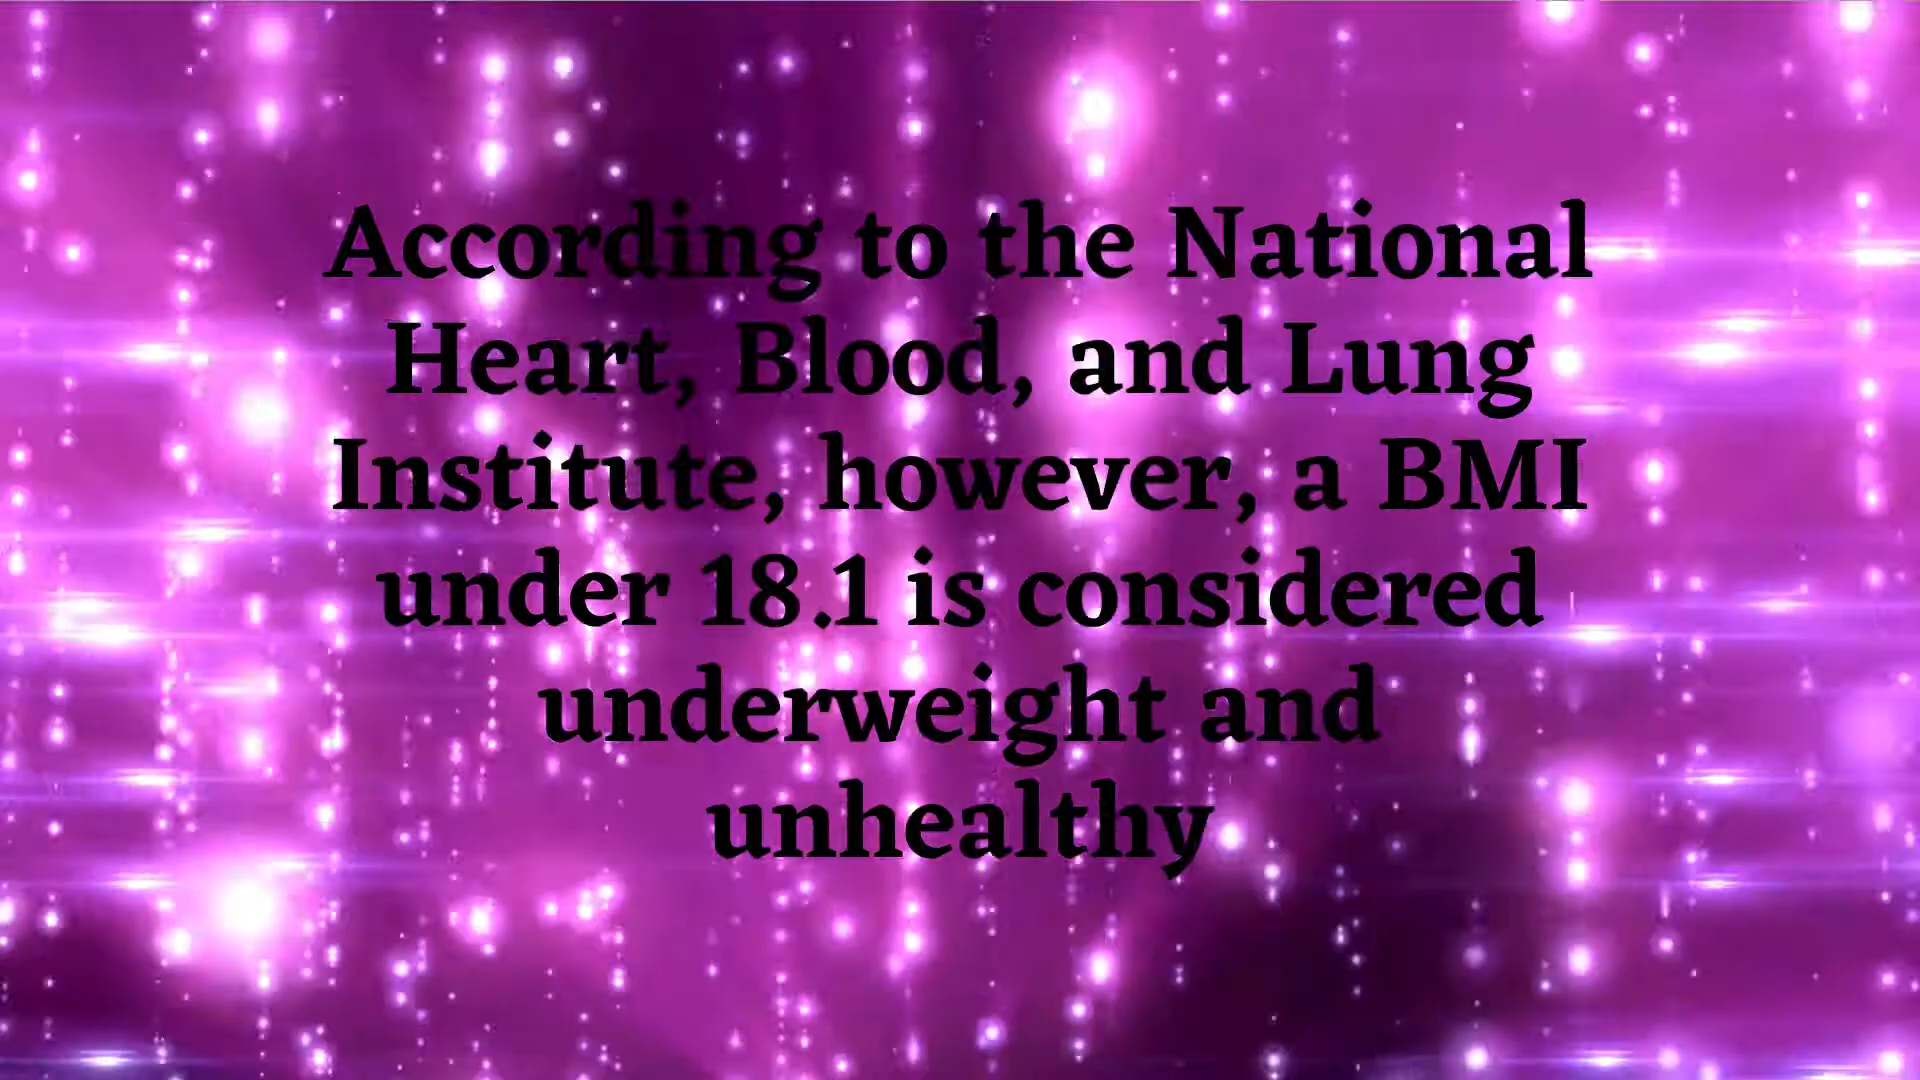 According to the National
Heart, Blood, and Lung
Institute, however, a BMI
under 18.1 is considered
underweight and
unhealthy